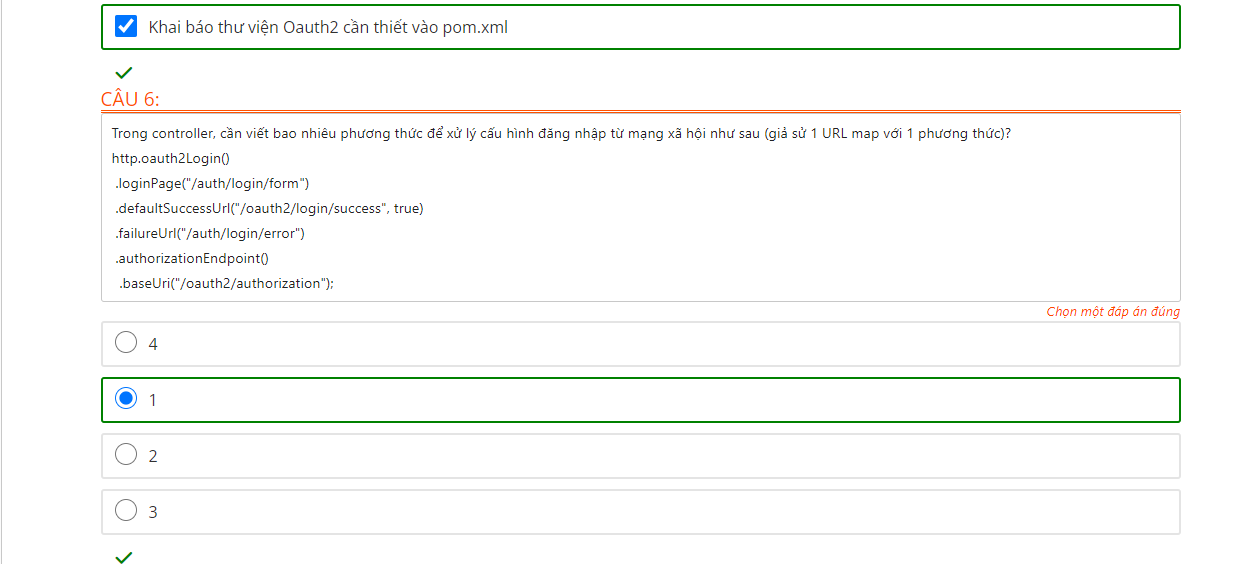 Khai báo thư viện Oauth2 cần thiết vào pom.xml
CÂU 6:
Trong controller, cần viết bao nhiêu phương thức để xử lý cấu hình đăng nhập từ mạng xã hội như sau (giả sử 1 URL map với 1 phương thức)?
http.oauth2Login()
.loginPage("/auth/login/form")
.defaultSuccessUrl("/oauth2/login/success", true)
.failureUrl("/auth/login/error")
.authorizationEndpoint()
.baseUri("/oauth2/authorization");
Chọn một đáp án đúng
4
1
2
3